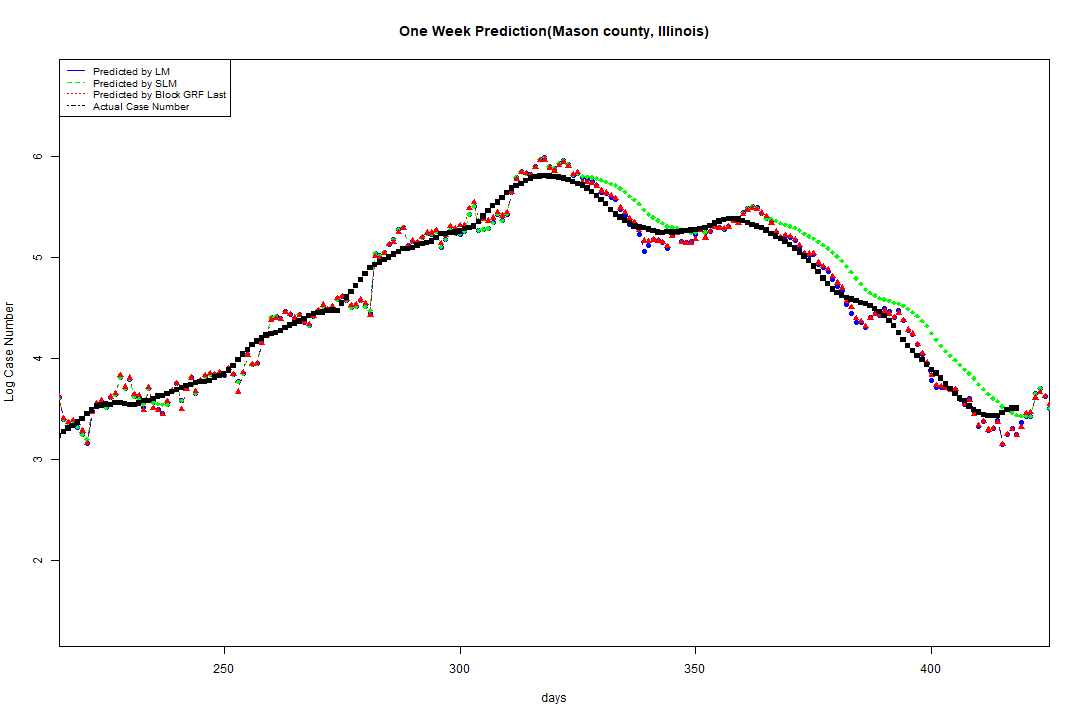 One Week Prediction(Mason county, Illinois)
Predicted by LM
Predicted by SLM
Predicted by Block GRF Last
Actual Case Number
6
5
4
3
2
Log Case Number
250
300
350
400
days